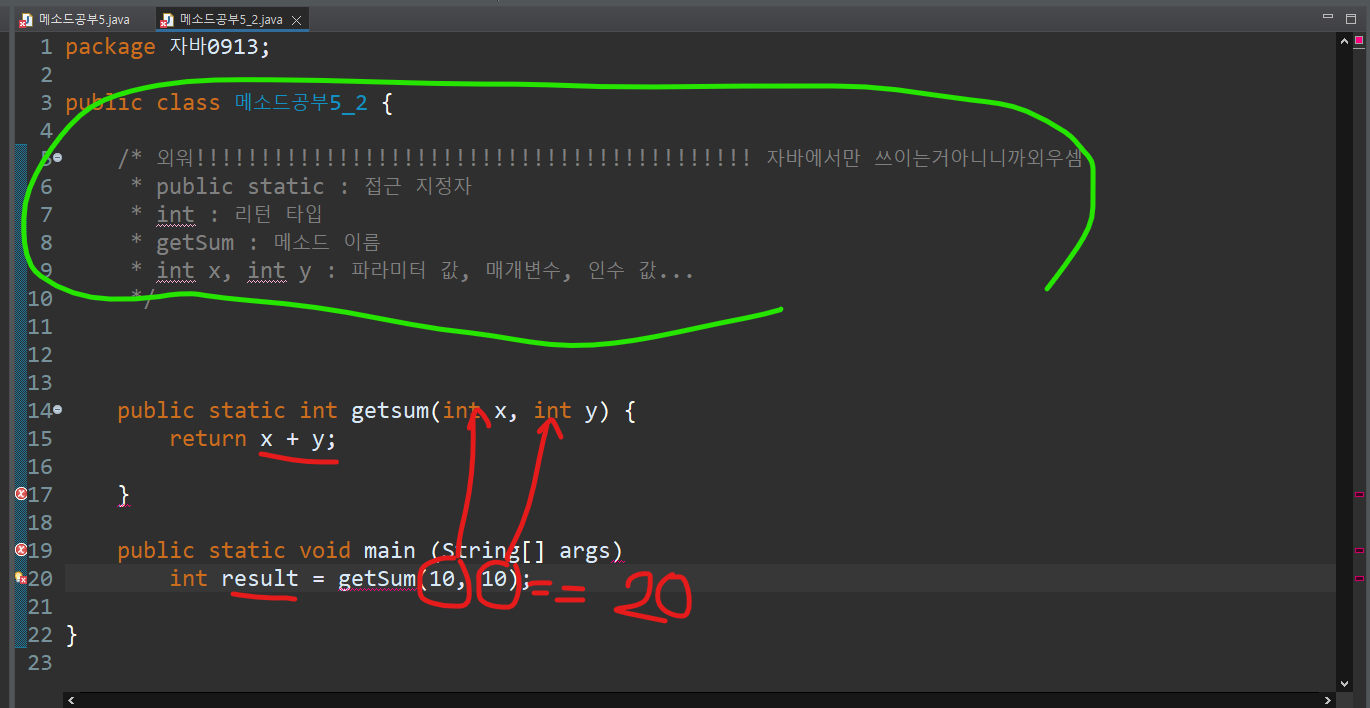 메소드공부5.java 메소드공부5_2.java
1 package 자바0913;
2
3 public class 메소드공부5_2 {
4
5 /* 외워!!!!!!!!!!!!!!!!!!!!!!!!!!!!!!!!!!!!!!!!!!! 자바에서만 쓰이는거아니니까외우셈
6 * public static : 접근 지정자
7 * int : 리턴 타입
8 * getSum : 메소드 이름
9 * int x, int y : 파라미터 값, 매개변수, 인수 값...
10 */
11
12
13
14 public static int getsum(int x, int y) {
15 return x + y;
16
17 }
18
19 public static void main (String[] args)
20 int result = getSum(10, 10); == 20
21
22 }
23